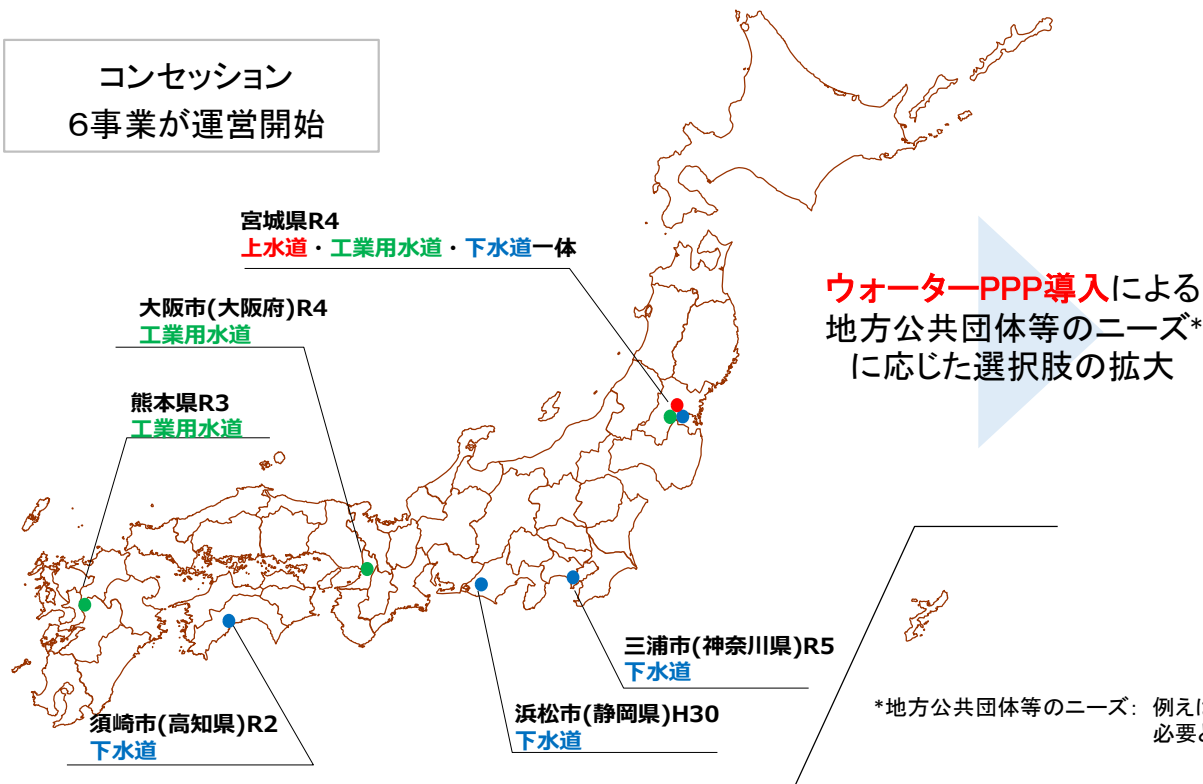 コンセッション
6事業が運営開始
宮城県R4
上水道・工業用水道・下水道一体
大阪市(大阪府)R4
工業用水道
熊本県R3
工業用水道
ウォーターPPP導入による
地方公共団体等のニーズ*
に応じた選択肢の拡大
三浦市(神奈川県)R5
下水道
浜松市(静岡県)H30
下水道
須崎市(高知県)R2
下水道
*地方公共団体等のニーズ： 例えば
必要と